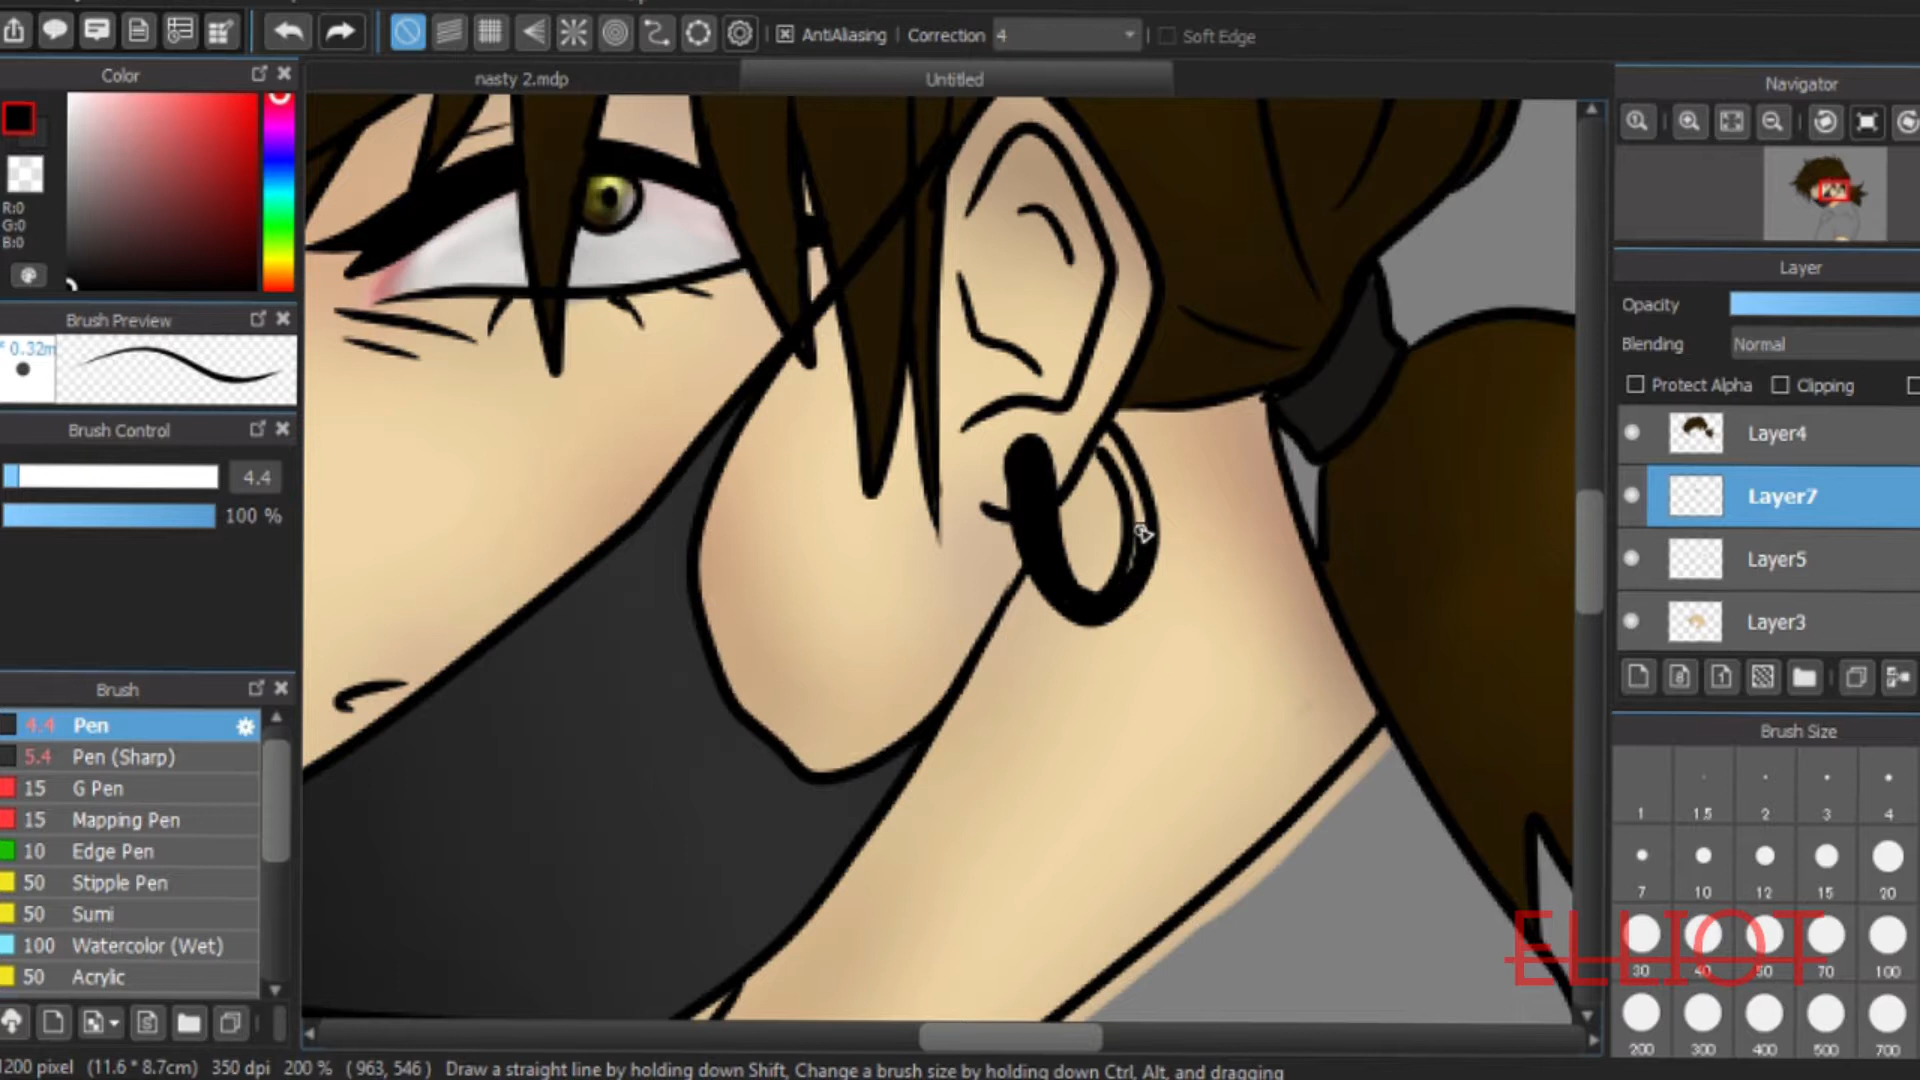 AntiAliasing
Correction
4
Soft Edge
Color
nasty 2.mdp
Untitled
Navigator
R:0
G:0
B:0
Layer
Opacity
Brush Preview
Blending
Normal
Protect Alpha
Clipping
Brush Control
Layer4
4.4
Layer7
100 %
Layer5
Layer3
Brush
4.4 Pen
5.4 Pen (Sharp)
15 G Pen
15 Mapping Pen
10 Edge Pen
50 Stipple Pen
50 Sumi
100 Watercolor (Wet)
50 Acrylic
Brush Size
1 1.5 2 3 4
7 10 12 15 20
30 40 50 70 100
200 300 400 500 700
ELLIOT
1200 pixel (11.6 * 8.7cm) 350 dpi 200 % ( 963, 546 ) Draw a straight line by holding down Shift, Change a brush size by holding down Ctrl, Alt, and dragging